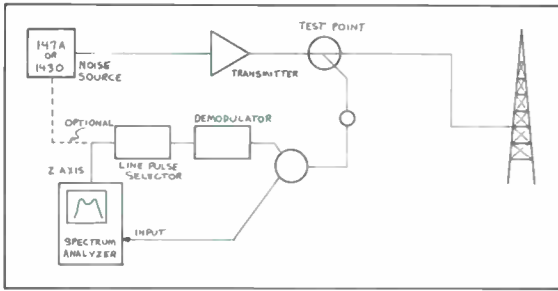 TEST POINT
147A
OR
1430
NOISE
SOURCE
TRANSMITTER
OPTIONAL
DEMODULATOR
LINE PULSE
SELECTOR
Z AXIS
SPECTRUM
ANALYZER
INPUT